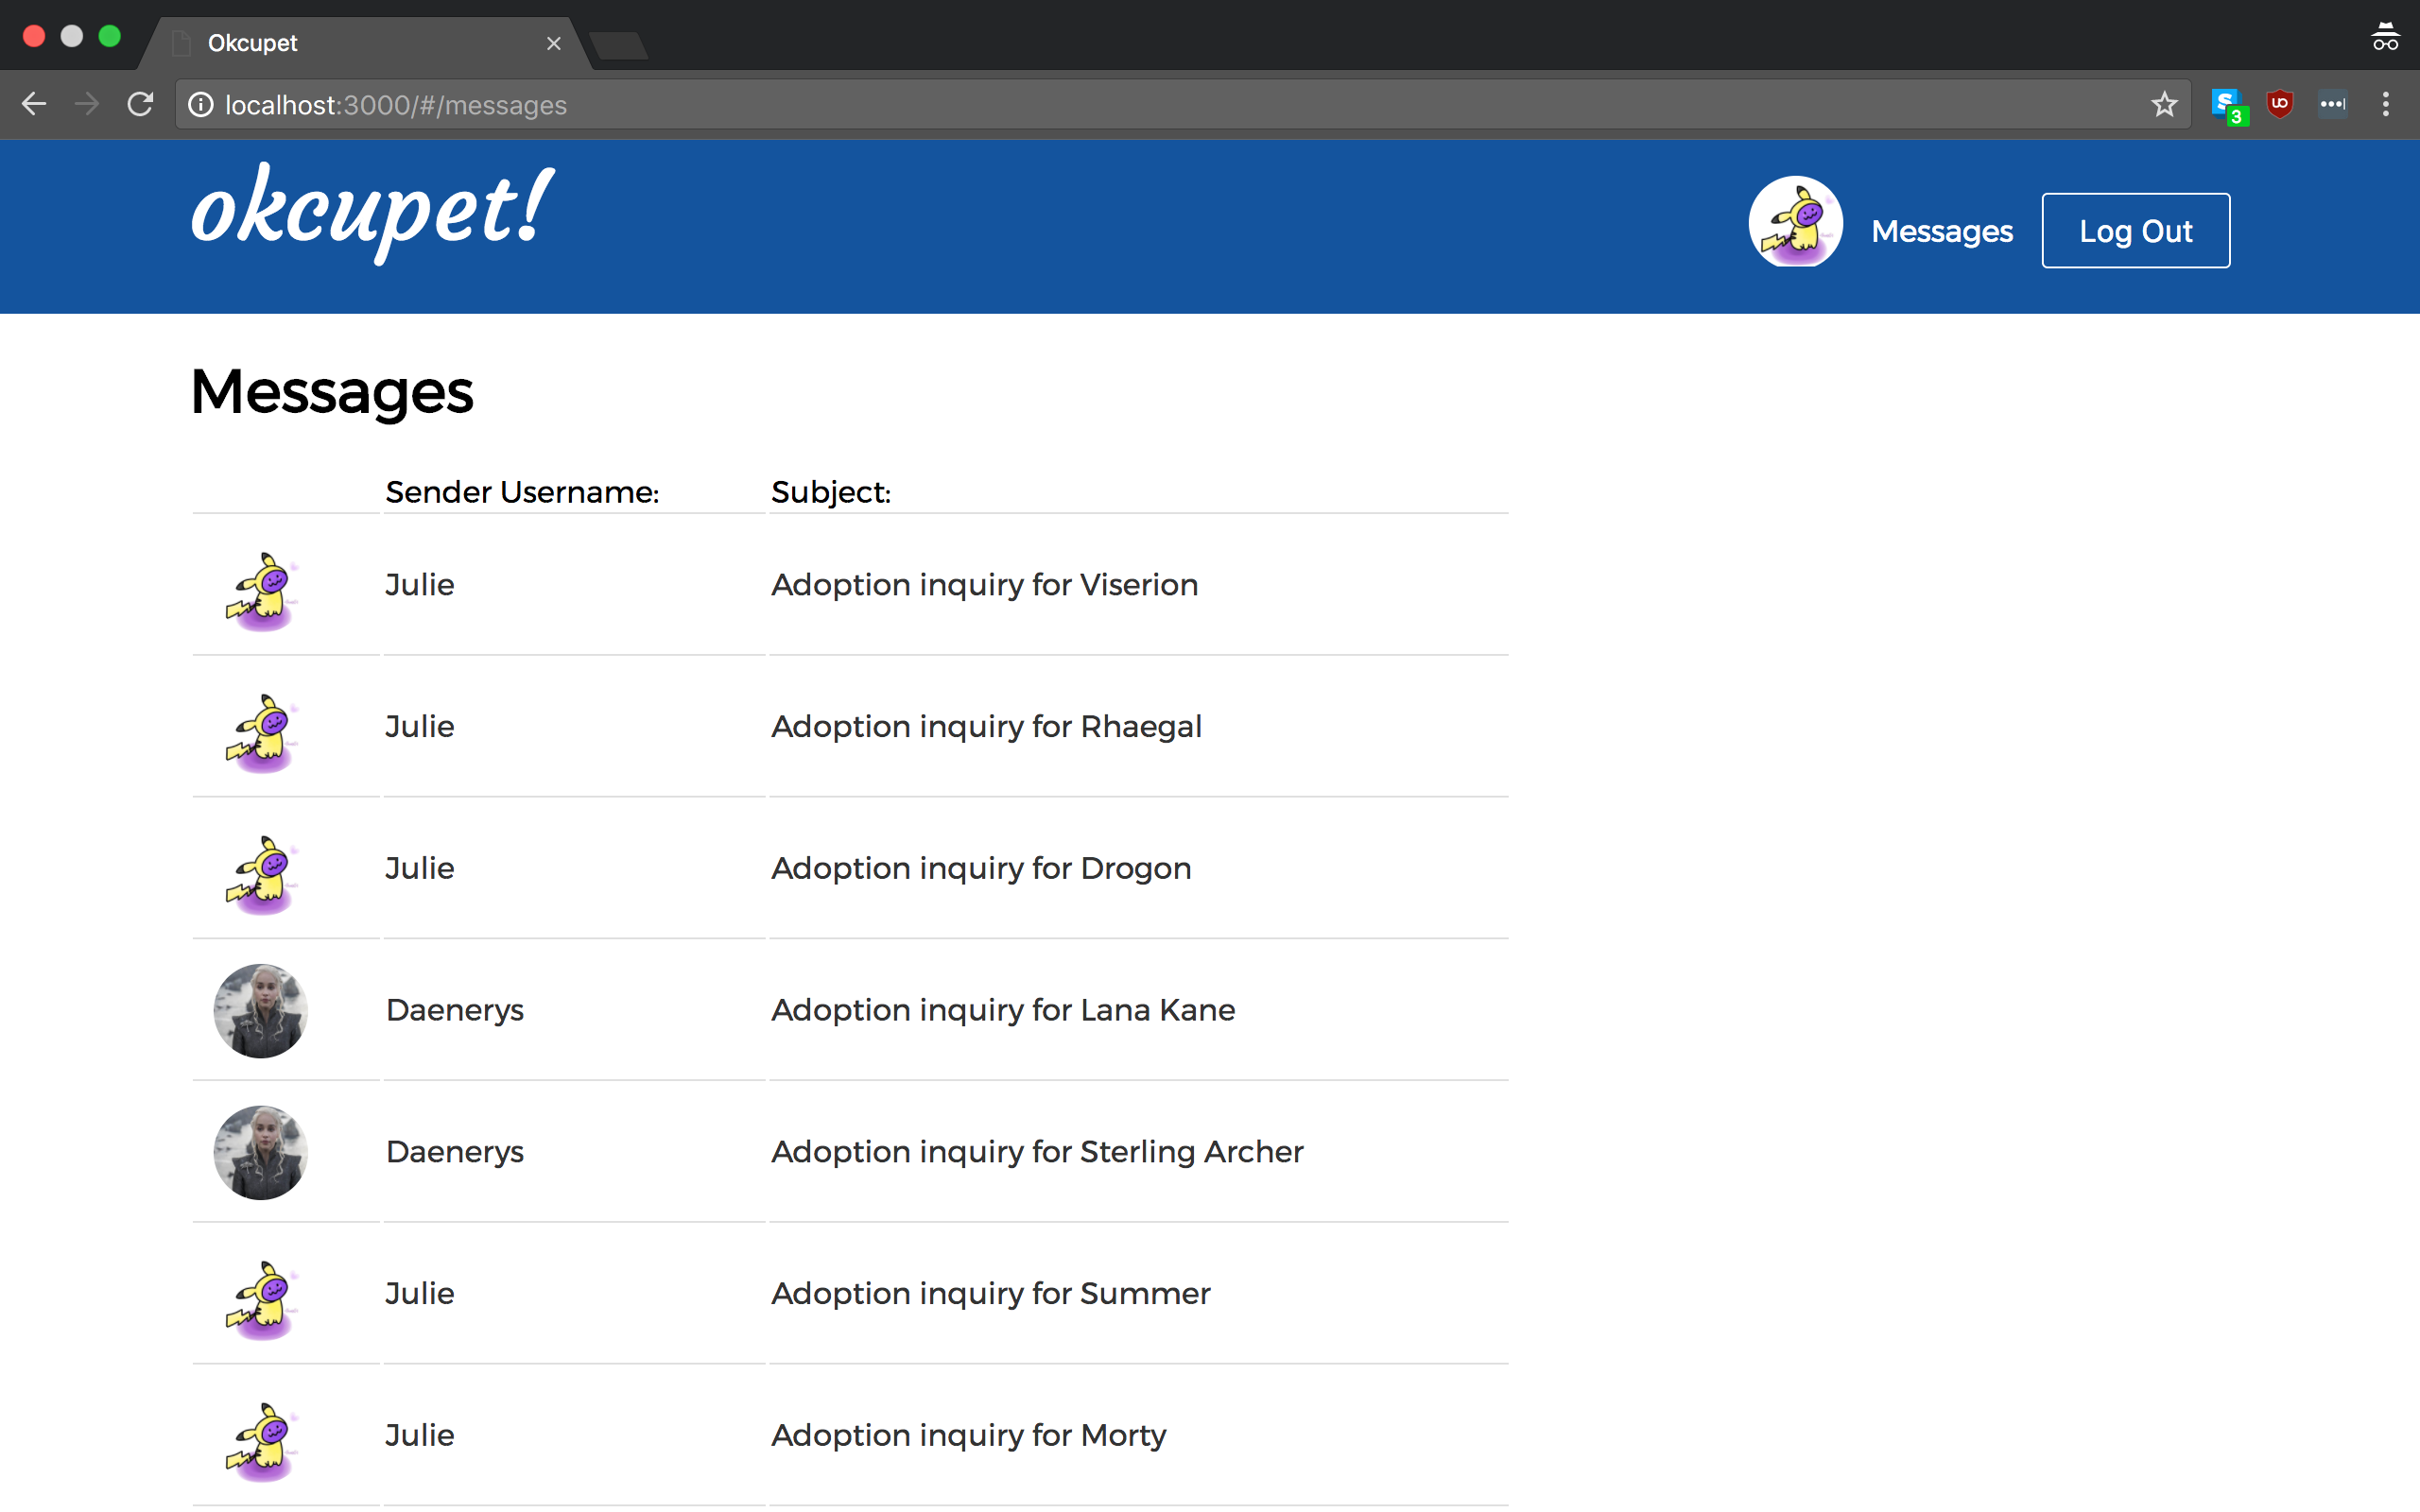 Okcupet
localhost:3000/#/messages
3
okcupet!
Messages
Log Out
Messages
Sender Username: Subject:
Julie Adoption inquiry for Viserion
Julie Adoption inquiry for Rhaegal
Julie Adoption inquiry for Drogon
Daenerys Adoption inquiry for Lana Kane
Daenerys Adoption inquiry for Sterling Archer
Julie Adoption inquiry for Summer
Julie Adoption inquiry for Morty